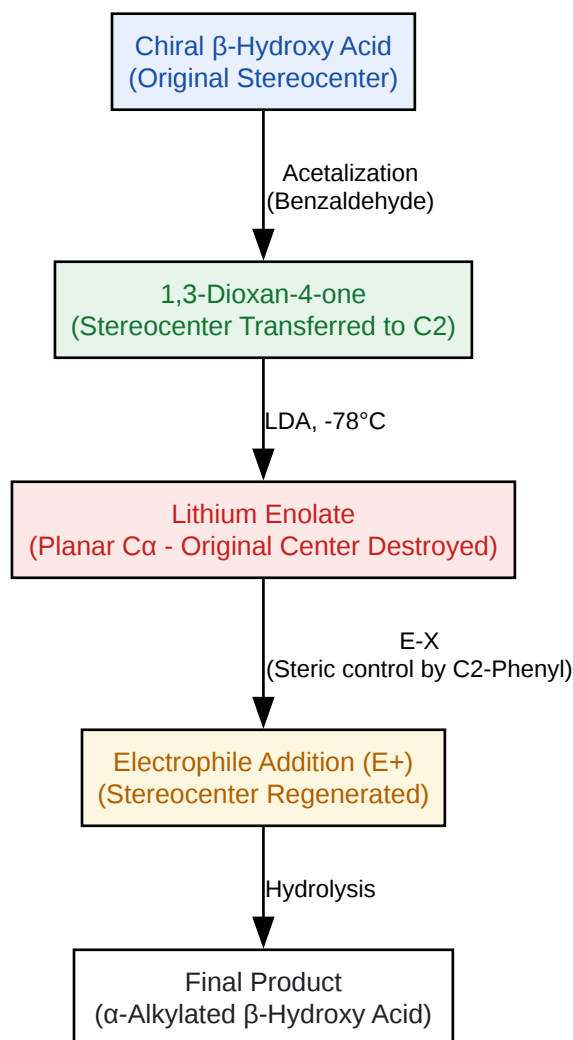 Chiral β-Hydroxy Acid
(Original Stereocenter)
Acetalization
(Benzaldehyde)
1,3-Dioxan-4-one
(Stereocenter Transferred to C2)
LDA, -78°C
Lithium Enolate
(Planar Cα - Original Center Destroyed)
E-X
(Steric control by C2-Phenyl)
Electrophile Addition (E+)
(Stereocenter Regenerated)
Hydrolysis
Final Product
(α-Alkylated β-Hydroxy Acid)